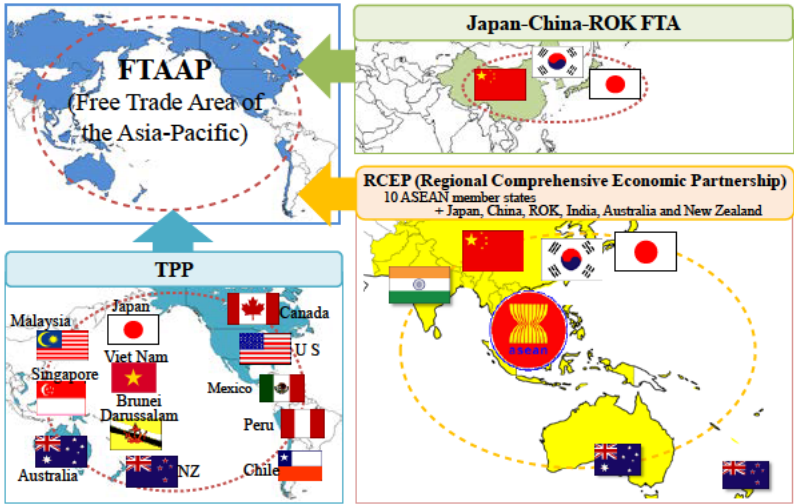 FTAAP
(Free Trade Area of
the Asia-Pacific)
Japan-China-ROK FTA
RCEP (Regional Comprehensive Economic Partnership)
10 ASEAN member states
+ Japan, China, ROK, India, Australia and New Zealand
asean
TPP
Japan
Canada
Malaysia
U S
Viet Nam
Singapore
Mexico
Brunei
Darussalam
Peru
Australia
NZ
Chile